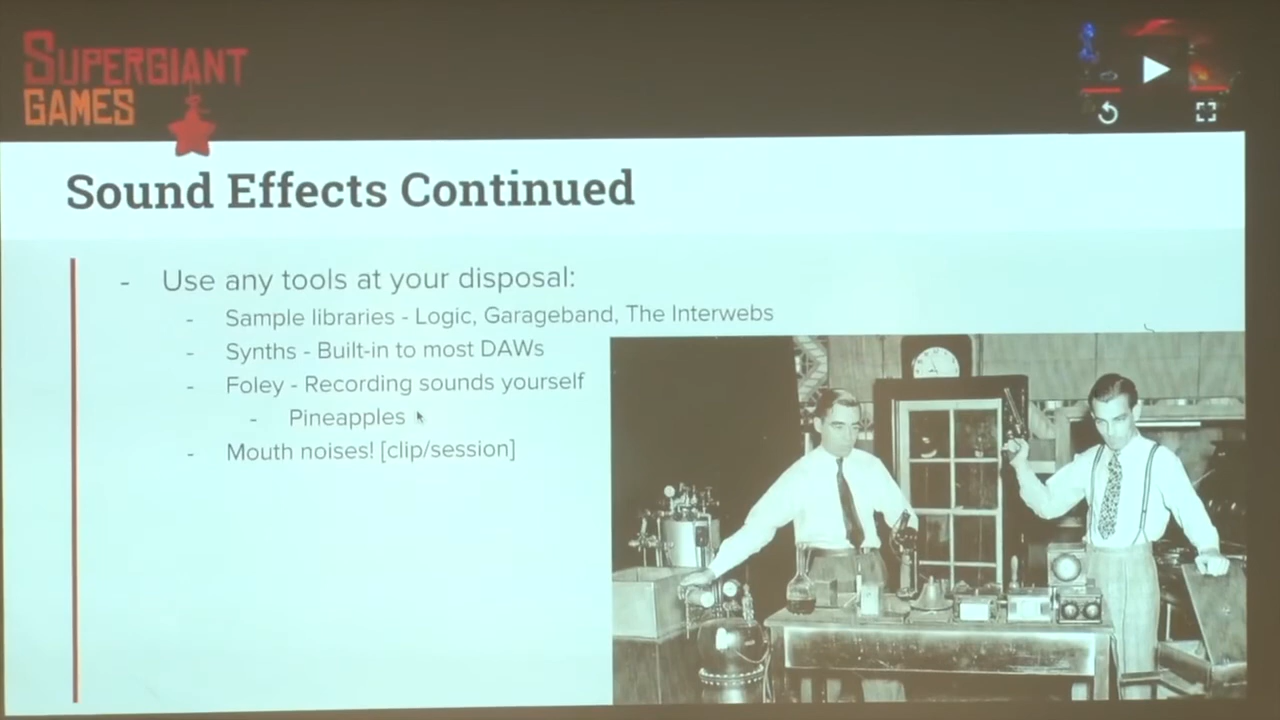 SUPERGIANT
GAMES
Sound Effects Continued
- Use any tools at your disposal:
- Sample libraries - Logic, Garageband, The Interwebs
- Synths - Built-in to most DAWs
- Foley - Recording sounds yourself
- Pineapples
- Mouth noises! [clip/session]